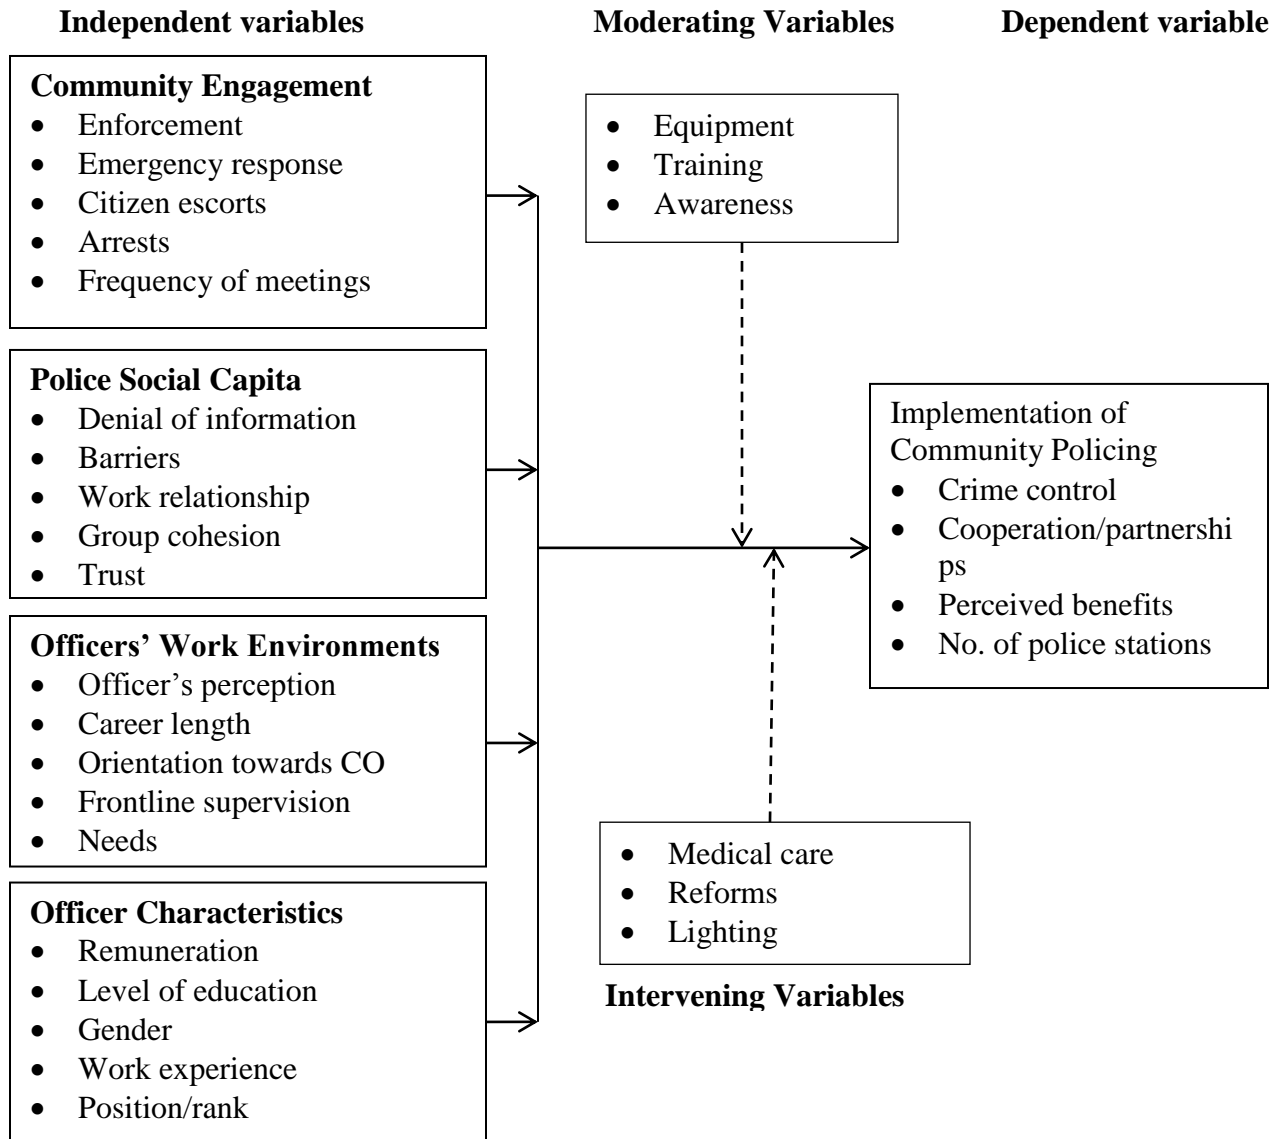 Independent variables
Moderating Variables
Dependent variable
Community Engagement
• Enforcement
• Emergency response
• Citizen escorts
• Arrests
• Frequency of meetings
Police Social Capita
• Denial of information
• Barriers
• Work relationship
• Group cohesion
• Trust
Officers’ Work Environments
• Officer’s perception
• Career length
• Orientation towards CO
• Frontline supervision
• Needs
Officer Characteristics
• Remuneration
• Level of education
• Gender
• Work experience
• Position/rank
• Equipment
• Training
• Awareness
• Medical care
• Reforms
• Lighting
Intervening Variables
Implementation of
Community Policing
• Crime control
• Cooperation/partnershi
ps
• Perceived benefits
• No. of police stations